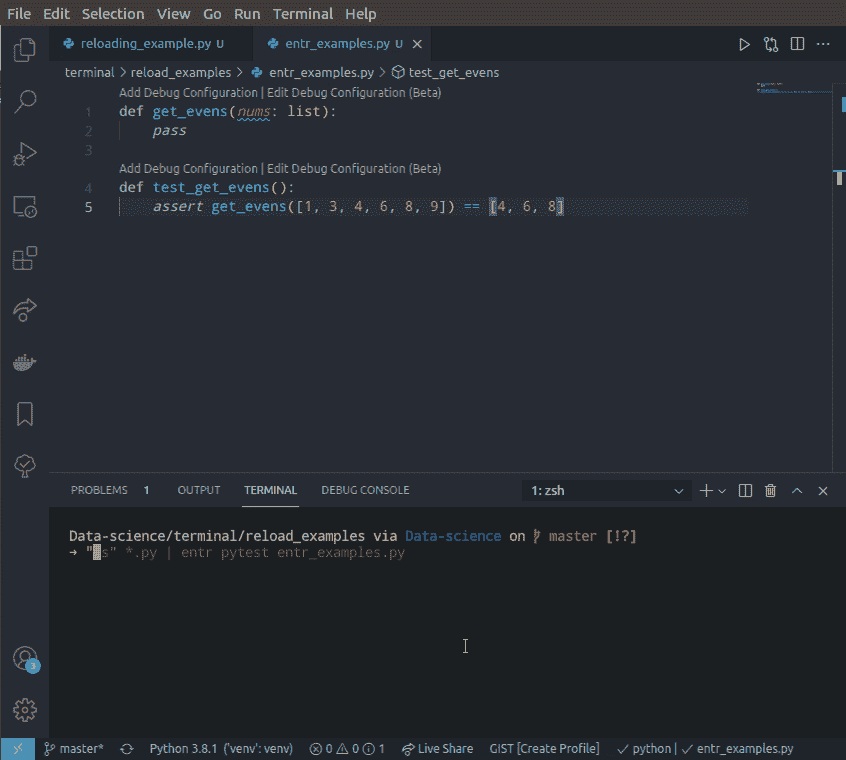 File Edit Selection View Go Run Terminal Help
reloading_example.py U entr_examples.py U
terminal > reload_examples > entr_examples.py > test_get_evens
Add Debug Configuration | Edit Debug Configuration (Beta)
1 def get_evens(nums: list):
2 pass
3
Add Debug Configuration | Edit Debug Configuration (Beta)
4 def test_get_evens():
5 assert get_evens([1, 3, 4, 6, 8, 9]) == [4, 6, 8]
PROBLEMS 1 OUTPUT TERMINAL DEBUG CONSOLE 1: zsh
Data-science/terminal/reload_examples via Data-science on master [!?]
→ "ls" *.py | entr pytest entr_examples.py
3
master* Python 3.8.1 ('venv': venv) 0 0 1 Live Share GIST [Create Profile] ✓ python | ✓ entr_examples.py